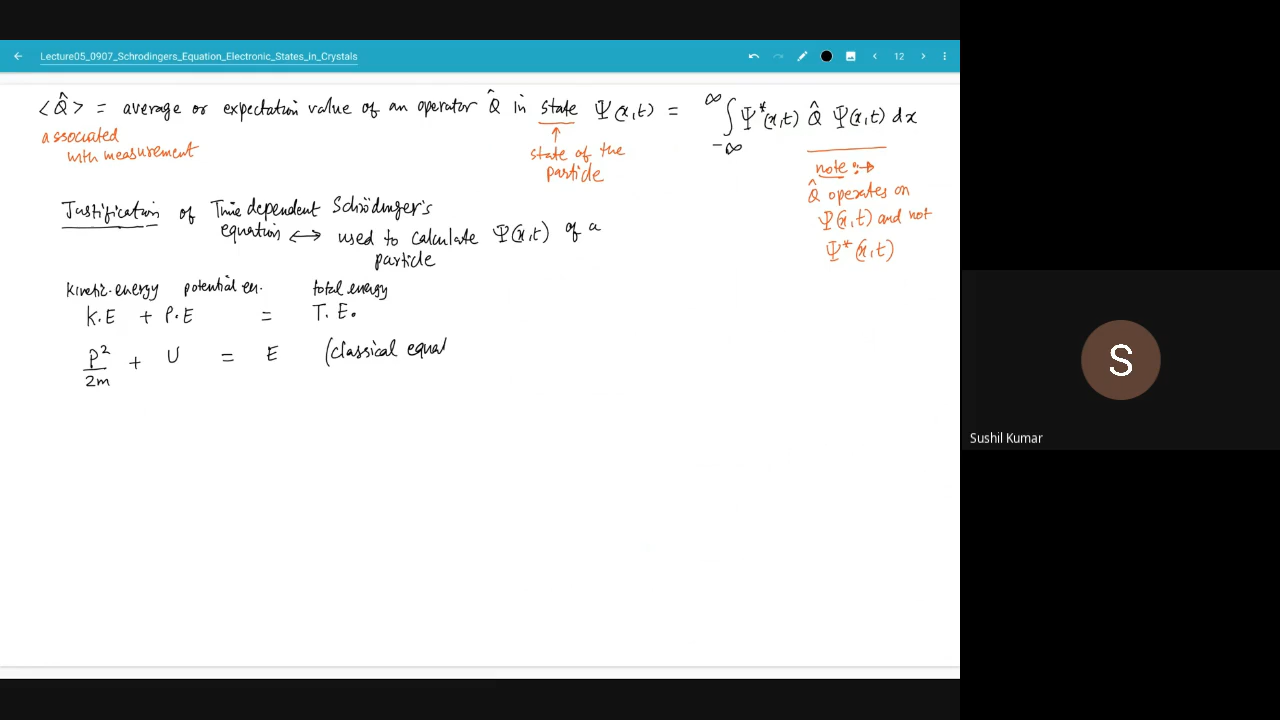 Lecture05_0907_Schrodingers_Equation_Electronic_States_in_Crystals
12
<Q̂> = average or expectation value of an operator Q̂ in state Ψ(x,t) = ∫_{-∞}^{∞} Ψ*(x,t) Q̂ Ψ(x,t) dx
associated
with measurement
↑
state of the
particle
note :→
Q̂ operates on
Ψ(x,t) and not
Ψ*(x,t)
Justification of Time dependent Schrödinger's
equation ↔ used to calculate Ψ(x,t) of a
particle
Kinetic energy potential en. total energy
K.E + P.E = T.E.
P²/2m + U = E (classical equat
S
Sushil Kumar